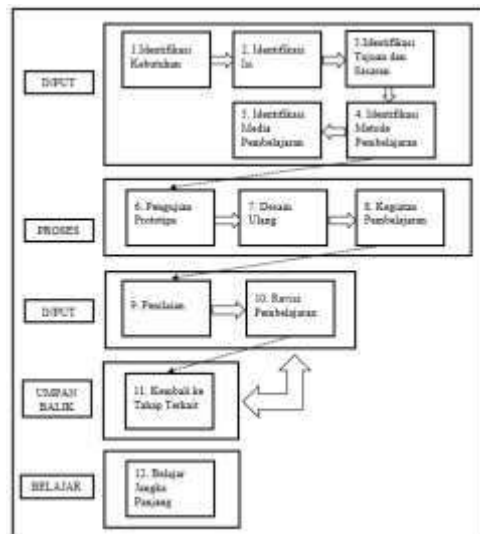 INPUT
1.Identifikasi
Kebutuhan
2. Identifikasi
Isi
3.Identifikasi
Tujuan dan
Sasaran
4. Identifikasi
Metode
Pembelajaran
5. Identifikasi
Media
Pembelajaran
PROSES
6. Pengujian
Prototipe
7. Desain
Ulang
8. Kegiatan
Pembelajaran
INPUT
9. Penilaian
10. Revisi
Pembelajaran
UMPAN
BALIK
11. Kembali ke
Tahap Terkait
BELAJAR
12. Belajar
Jangka
Panjang